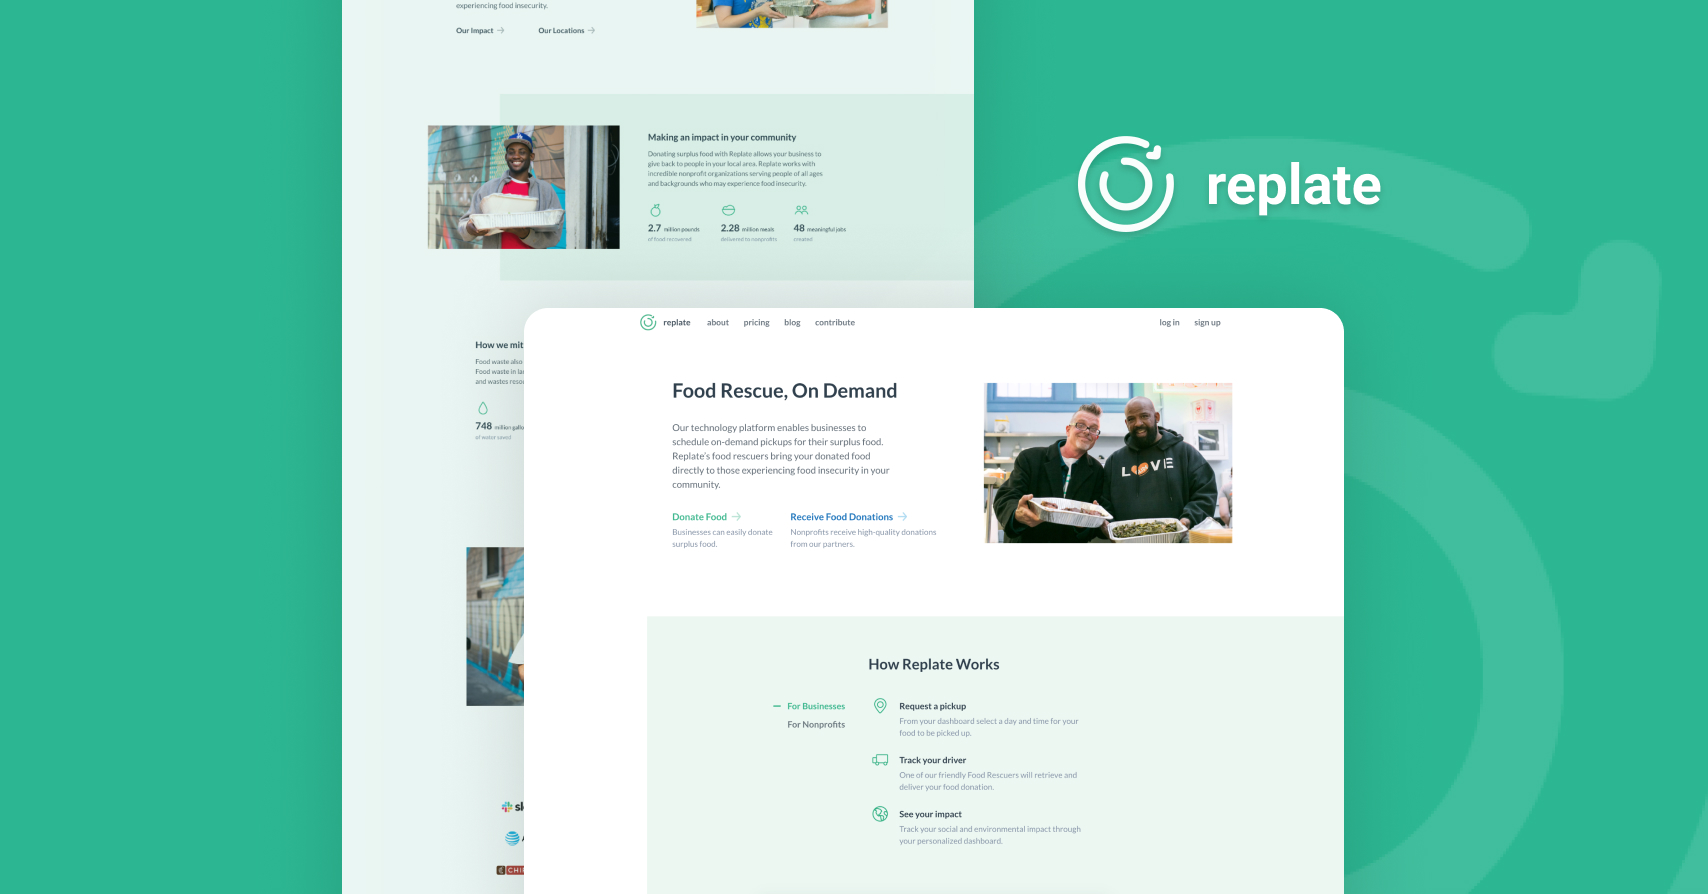 experiencing food insecurity.
Our Impact
Our Locations
Making an impact in your community
Donating surplus food with Replate allows your business to
give back to people in your local area. Replate works with
incredible nonprofit organizations serving people of all ages
and backgrounds who may experience food insecurity.
2.7 million pounds
of food recovered
2.28 million meals
delivered to nonprofits
48 meaningful jobs
created
replate
How we mit
Food waste also
Food waste in la
and wastes resou
748 million gallo
of water saved
replate about pricing blog contribute
log in sign up
Food Rescue, On Demand
Our technology platform enables businesses to
schedule on-demand pickups for their surplus food.
Replate's food rescuers bring your donated food
directly to those experiencing food insecurity in your
community.
Donate Food
Businesses can easily donate
surplus food.
Receive Food Donations
Nonprofits receive high-quality donations
from our partners.
LOVE
How Replate Works
For Businesses
For Nonprofits
Request a pickup
From your dashboard select a day and time for your
food to be picked up.
Track your driver
One of our friendly Food Rescuers will retrieve and
deliver your food donation.
See your impact
Track your social and environmental impact through
your personalized dashboard.
sl
A
CHI